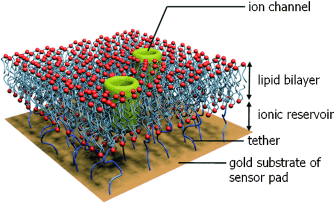 ion channel
lipid bilayer
ionic reservoir
tether
gold substrate of
sensor pad